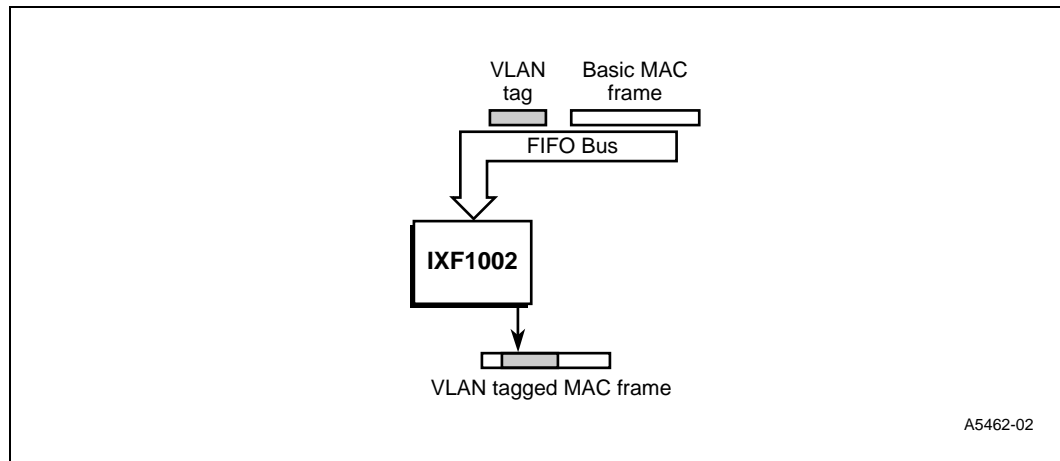 VLAN
tag
Basic MAC
frame
FIFO Bus
IXF1002
VLAN tagged MAC frame
A5462-02